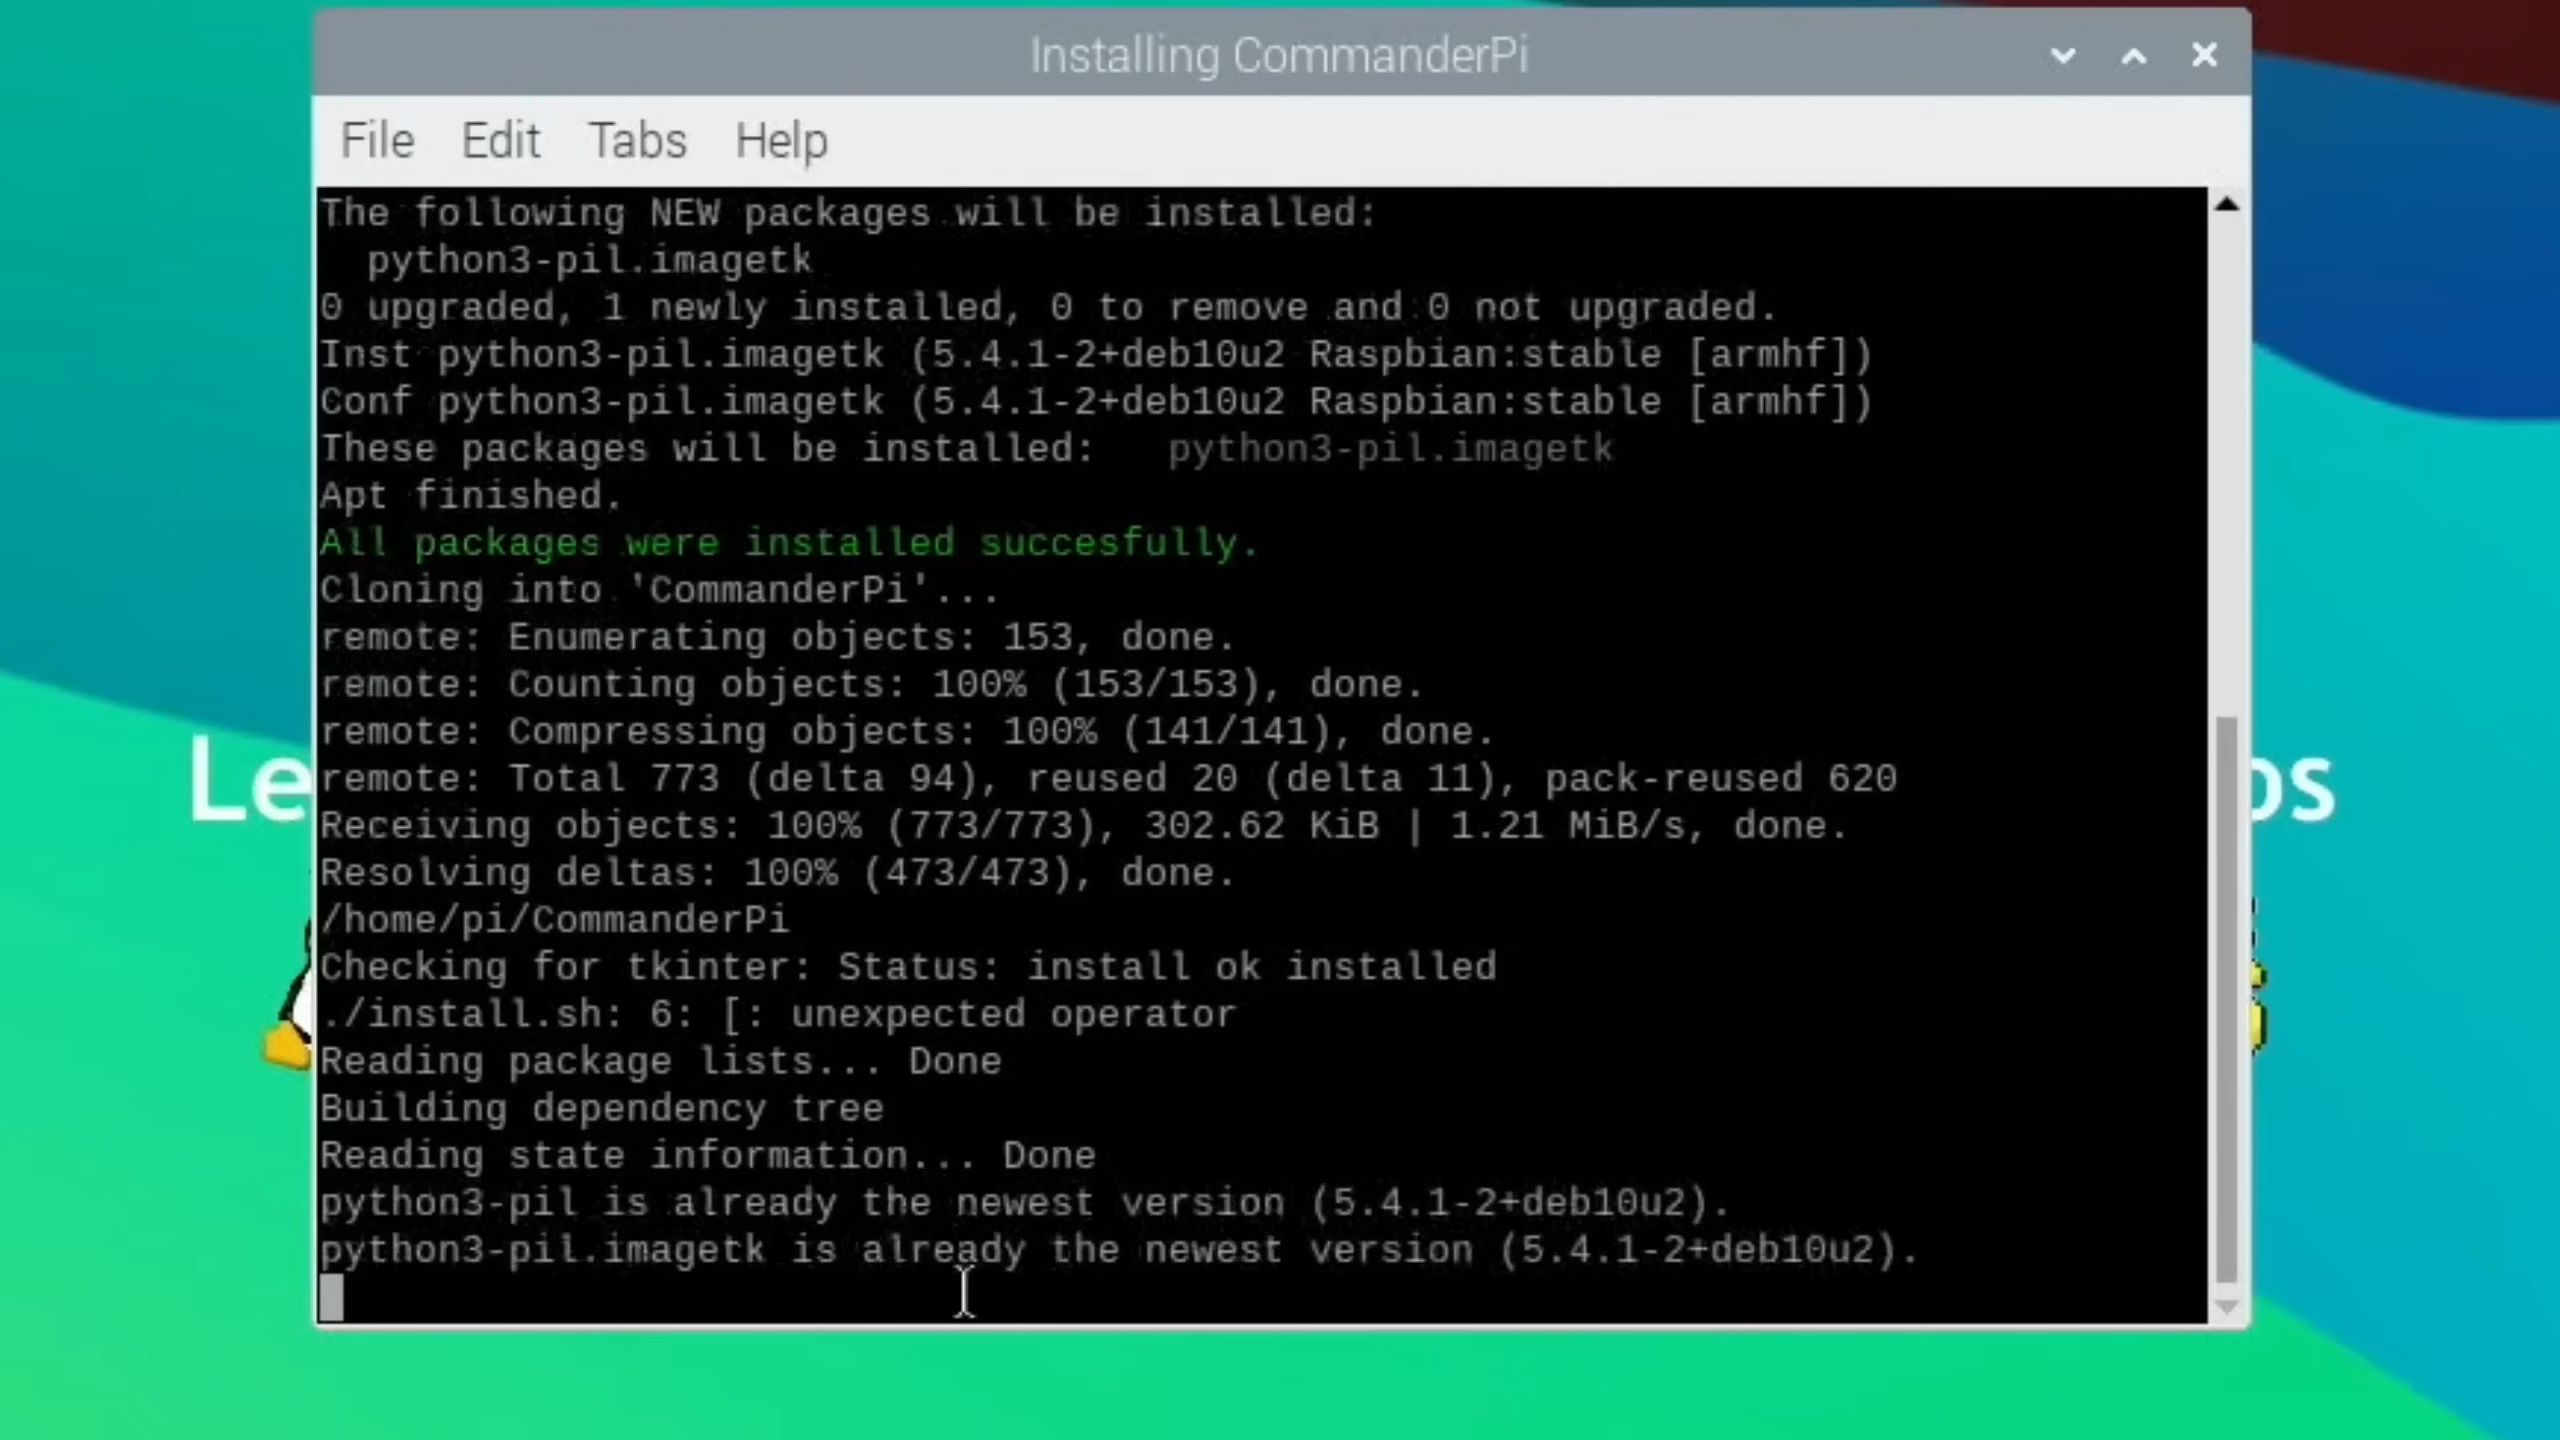 Installing CommanderPi
File Edit Tabs Help
The following NEW packages will be installed:
python3-pil.imagetk
0 upgraded, 1 newly installed, 0 to remove and 0 not upgraded.
Inst python3-pil.imagetk (5.4.1-2+deb10u2 Raspbian:stable [armhf])
Conf python3-pil.imagetk (5.4.1-2+deb10u2 Raspbian:stable [armhf])
These packages will be installed:   python3-pil.imagetk
Apt finished.
All packages were installed succesfully.
Cloning into 'CommanderPi'...
remote: Enumerating objects: 153, done.
remote: Counting objects: 100% (153/153), done.
remote: Compressing objects: 100% (141/141), done.
remote: Total 773 (delta 94), reused 20 (delta 11), pack-reused 620
Receiving objects: 100% (773/773), 302.62 KiB | 1.21 MiB/s, done.
Resolving deltas: 100% (473/473), done.
/home/pi/CommanderPi
Checking for tkinter: Status: install ok installed
./install.sh: 6: [: unexpected operator
Reading package lists... Done
Building dependency tree
Reading state information... Done
python3-pil is already the newest version (5.4.1-2+deb10u2).
python3-pil.imagetk is already the newest version (5.4.1-2+deb10u2).